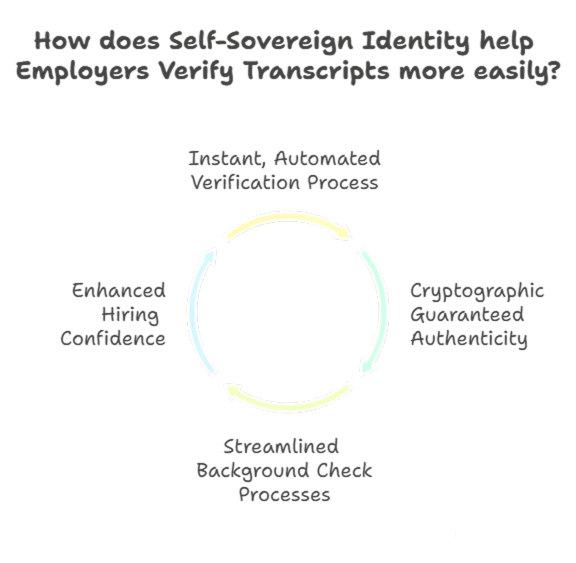 How does Self-Sovereign Identity help
Employers Verify Transcripts more easily?
Instant, Automated
Verification Process
Enhanced
Hiring
Confidence
Cryptographic
Guaranteed
Authenticity
Streamlined
Background Check
Processes